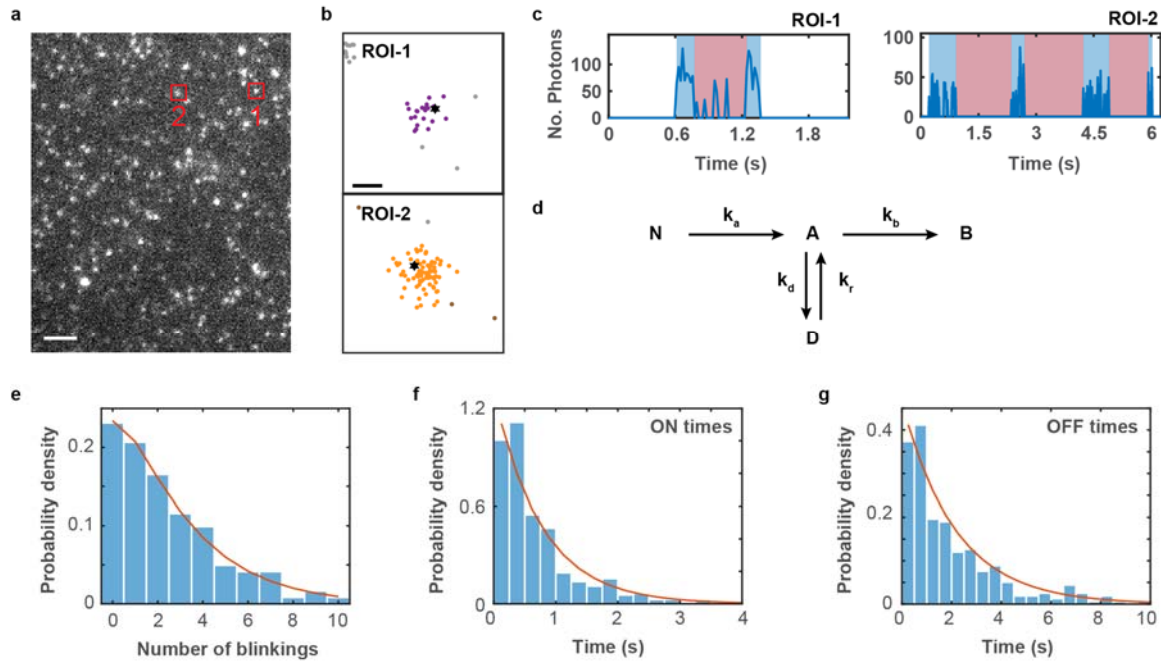 a
2
1
b
ROI-1
ROI-2
c
ROI-1
No. Photons
100
50
0
0
0.6
1.2
1.8
Time (s)
ROI-2
100
50
0
0
1.5
3
4.5
6
Time (s)
d
N
ka
A
kb
B
kd
kr
D
e
Probability density
0.2
0.1
0
0
2
4
6
8
10
Number of blinkings
f
ON times
Probability density
1.2
0.6
0
0
1
2
3
4
Time (s)
g
OFF times
Probability density
0.4
0.2
0
0
2
4
6
8
10
Time (s)